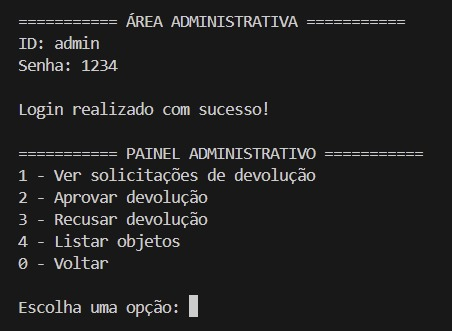 =========== ÁREA ADMINISTRATIVA ===========
ID: admin
Senha: 1234
Login realizado com sucesso!
=========== PAINEL ADMINISTRATIVO ===========
1 - Ver solicitações de devolução
2 - Aprovar devolução
3 - Recusar devolução
4 - Listar objetos
0 - Voltar
Escolha uma opção: